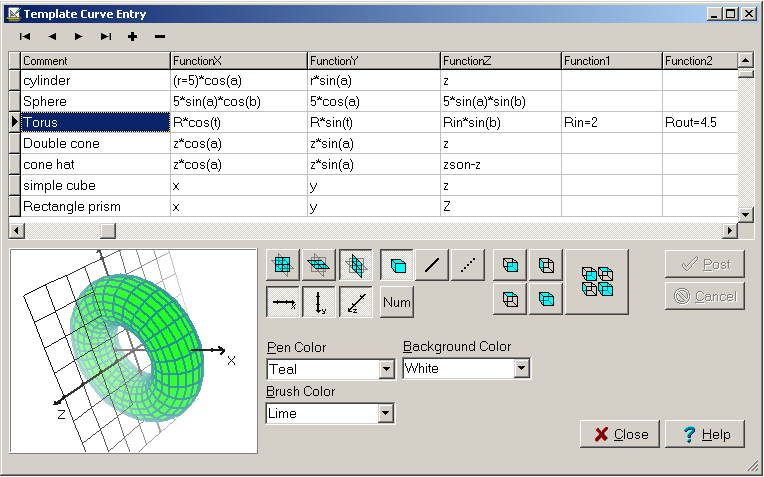 Template Curve Entry
Comment FunctionX FunctionY FunctionZ Function1 Function2
cylinder (r=5)*cos(a) r*sin(a) z
Sphere 5*sin(a)*cos(b) 5*cos(a) 5*sin(a)*sin(b)
Torus R*cos(t) R*sin(t) Rin*sin(b) Rin=2 Rout=4.5
Double cone z*cos(a) z*sin(a) z
cone hat z*cos(a) z*sin(a) zson-z
simple cube x y z
Rectangle prism x y Z
X
Z
x y z Num
Post
Cancel
Pen Color Background Color
Teal White
Brush Color
Lime
Close ? Help